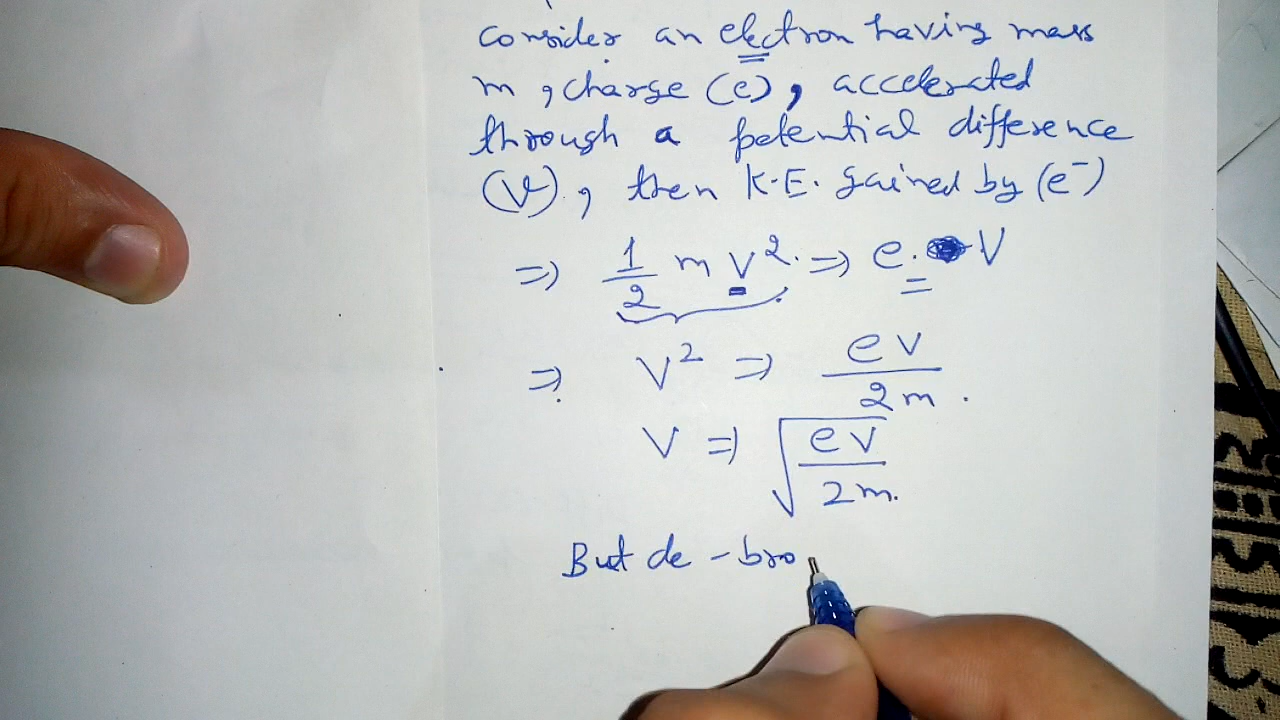 consider an electron having mass
m, charge (e), accelerated
through a potential difference
(V), then K.E. gained by (e⁻)
⇒ 1/2 m v². ⇒ e. V
⇒ V² ⇒ eV/2m.
V ⇒ √(eV/2m.)
But de - bro